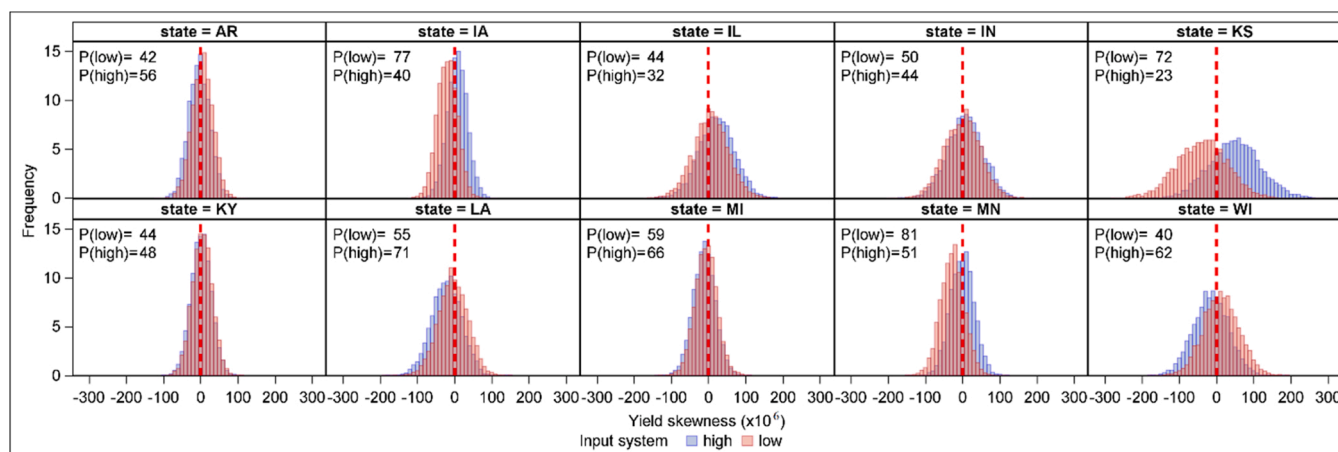 state = AR state = IA state = IL state = IN state = KS
15 P(low)= 42 P(low)= 77 P(low)= 44 P(low)= 50 P(low)= 72
P(high)=56 P(high)=40 P(high)=32 P(high)=44 P(high)=23
10
5
0
Frequency
state = KY state = LA state = MI state = MN state = WI
15 P(low)= 44 P(low)= 55 P(low)= 59 P(low)= 81 P(low)= 40
P(high)=48 P(high)=71 P(high)=66 P(high)=51 P(high)=62
10
5
0
-300 -200 -100 0 100 200 300 -300 -200 -100 0 100 200 300 -300 -200 -100 0 100 200 300 -300 -200 -100 0 100 200 300 -300 -200 -100 0 100 200 300
Yield skewness (x10⁶)
Input system high low